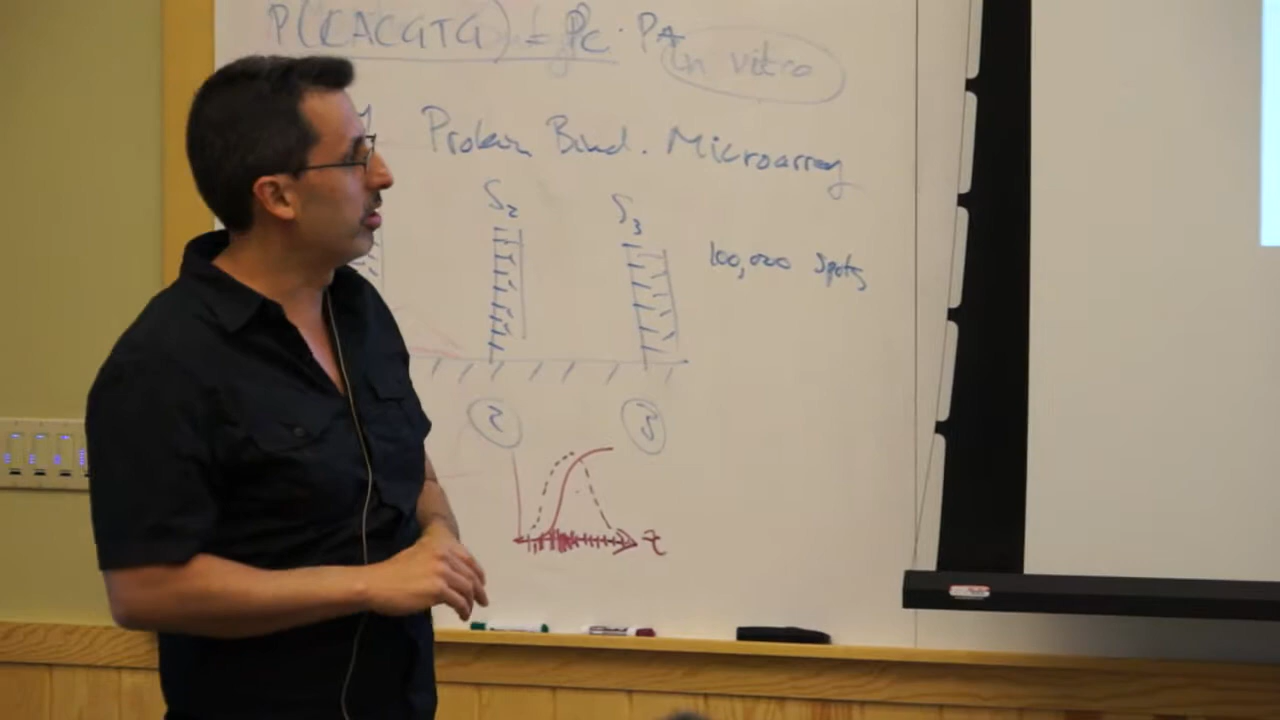 P(CACGTG) = PC · PA
in vitro
Protein Bind. Microarray
S2 S3
100,000 spots
2 3